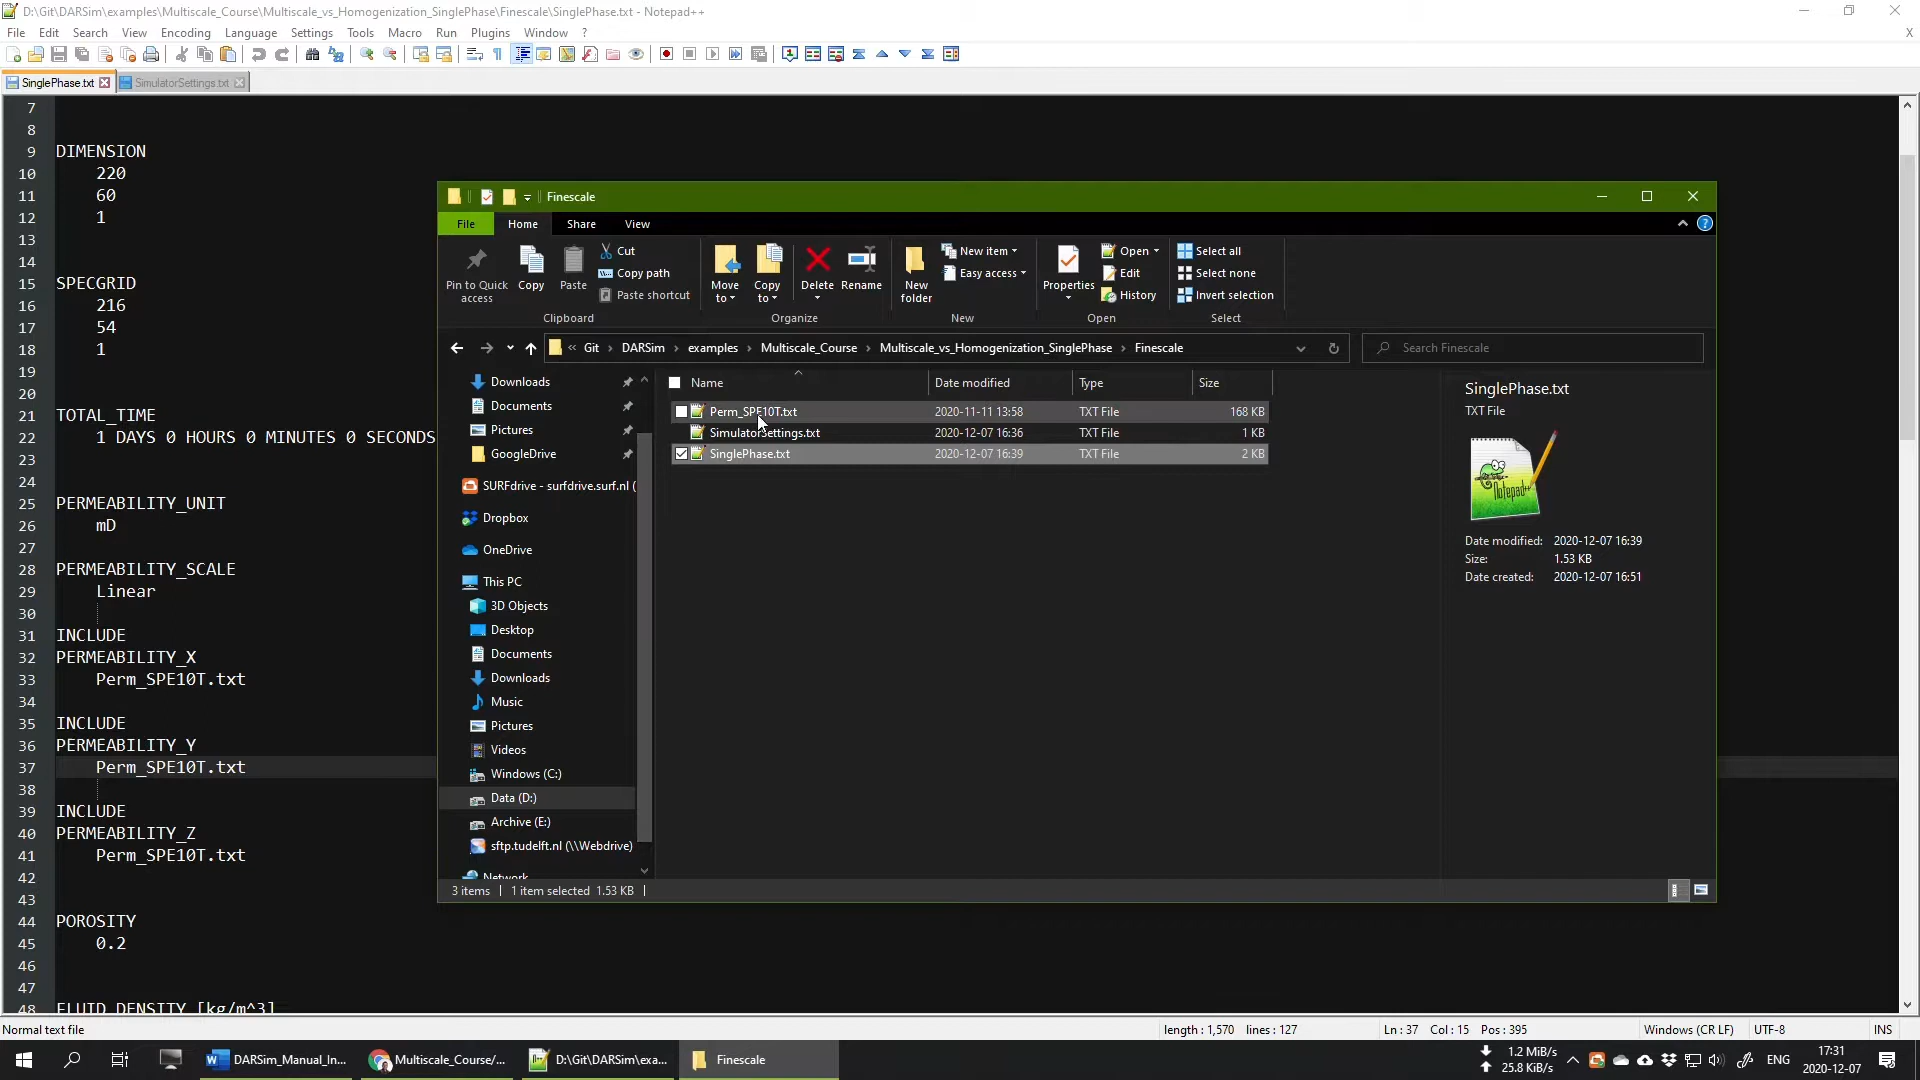 D:\Git\DARSim\examples\Multiscale_Course\Multiscale_vs_Homogenization_SinglePhase\Finescale\SinglePhase.txt - Notepad++
File Edit Search View Encoding Language Settings Tools Macro Run Plugins Window ? X
SinglePhase.txt SimulatorSettings.txt
7
8
9 DIMENSION
10 220
11 60
12 1
13
14
15 SPECGRID
16 216
17 54
18 1
19
20
21 TOTAL_TIME
22 1 DAYS 0 HOURS 0 MINUTES 0 SECONDS
23
24
25 PERMEABILITY_UNIT
26 mD
27
28 PERMEABILITY_SCALE
29 Linear
30
31 INCLUDE
32 PERMEABILITY_X
33 Perm_SPE10T.txt
34
35 INCLUDE
36 PERMEABILITY_Y
37 Perm_SPE10T.txt
38
39 INCLUDE
40 PERMEABILITY_Z
41 Perm_SPE10T.txt
42
43
44 POROSITY
45 0.2
46
47
48 FLUID_DENSITY [kg/m^3]
Finescale
File Home Share View
Pin to Quick access
Copy
Paste
Cut
Copy path
Paste shortcut
Clipboard
Move to
Copy to
Delete
Rename
Organize
New folder
New item
Easy access
New
Properties
Open
Edit
History
Open
Select all
Select none
Invert selection
Select
« Git › DARSim › examples › Multiscale_Course › Multiscale_vs_Homogenization_SinglePhase › Finescale
Search Finescale
Downloads
Documents
Pictures
GoogleDrive
SURFdrive - surfdrive.surf.nl (
Dropbox
OneDrive
This PC
3D Objects
Desktop
Documents
Downloads
Music
Pictures
Videos
Windows (C:)
Data (D:)
Archive (E:)
sftp.tudelft.nl (\\Webdrive)
Network
Name Date modified Type Size
Perm_SPE10T.txt 2020-11-11 13:58 TXT File 168 KB
SimulatorSettings.txt 2020-12-07 16:36 TXT File 1 KB
SinglePhase.txt 2020-12-07 16:39 TXT File 2 KB
SinglePhase.txt
TXT File
Notepad++
Date modified: 2020-12-07 16:39
Size: 1.53 KB
Date created: 2020-12-07 16:51
3 items 1 item selected 1.53 KB
Normal text file length : 1,570 lines : 127 Ln : 37 Col : 15 Pos : 395 Windows (CR LF) UTF-8 INS
DARSim_Manual_In... Multiscale_Course/... D:\Git\DARSim\exa... Finescale
1.2 MiB/s
25.8 KiB/s
ENG
17:31
2020-12-07